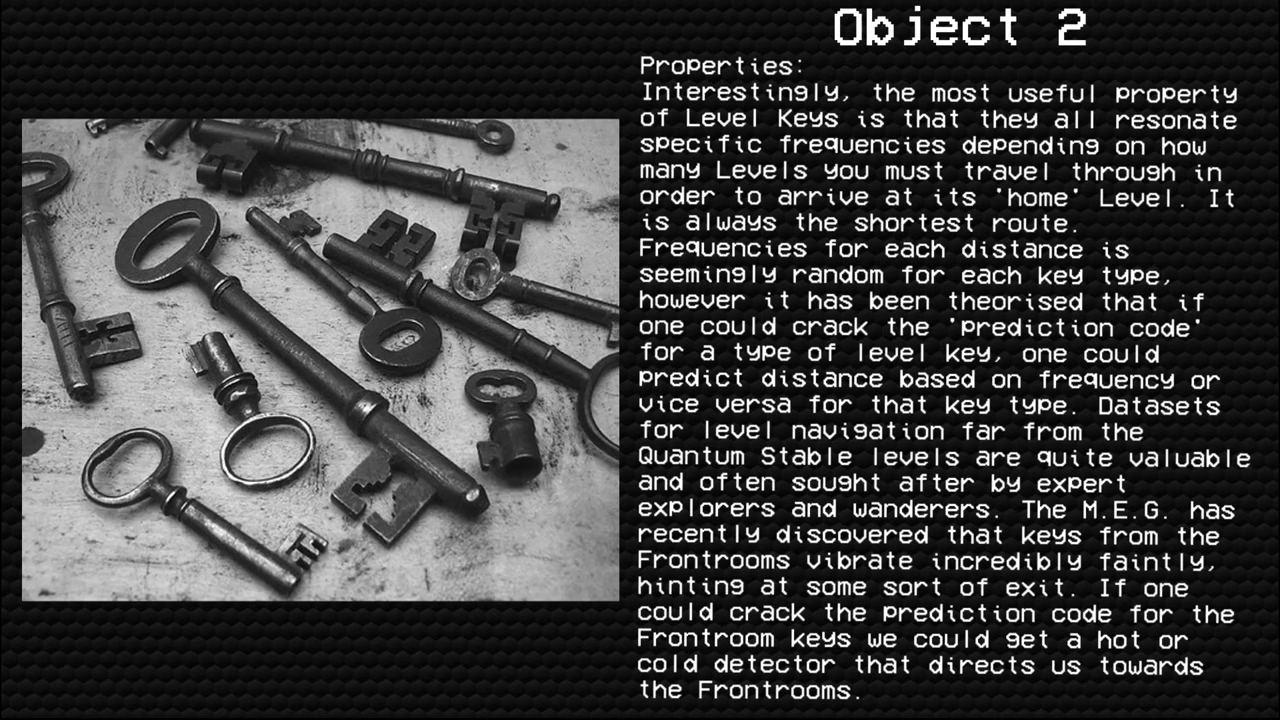 Object 2
Properties:
Interestingly, the most useful property
of Level Keys is that they all resonate
specific frequencies depending on how
many Levels you must travel through in
order to arrive at its 'home' Level. It
is always the shortest route.
Frequencies for each distance is
seemingly random for each key type,
however it has been theorised that if
one could crack the 'prediction code'
for a type of level key, one could
predict distance based on frequency or
vice versa for that key type. Datasets
for level navigation far from the
Quantum Stable levels are quite valuable
and often sought after by expert
explorers and wanderers. The M.E.G. has
recently discovered that keys from the
Frontrooms vibrate incredibly faintly,
hinting at some sort of exit. If one
could crack the prediction code for the
Frontroom keys we could get a hot or
cold detector that directs us towards
the Frontrooms.